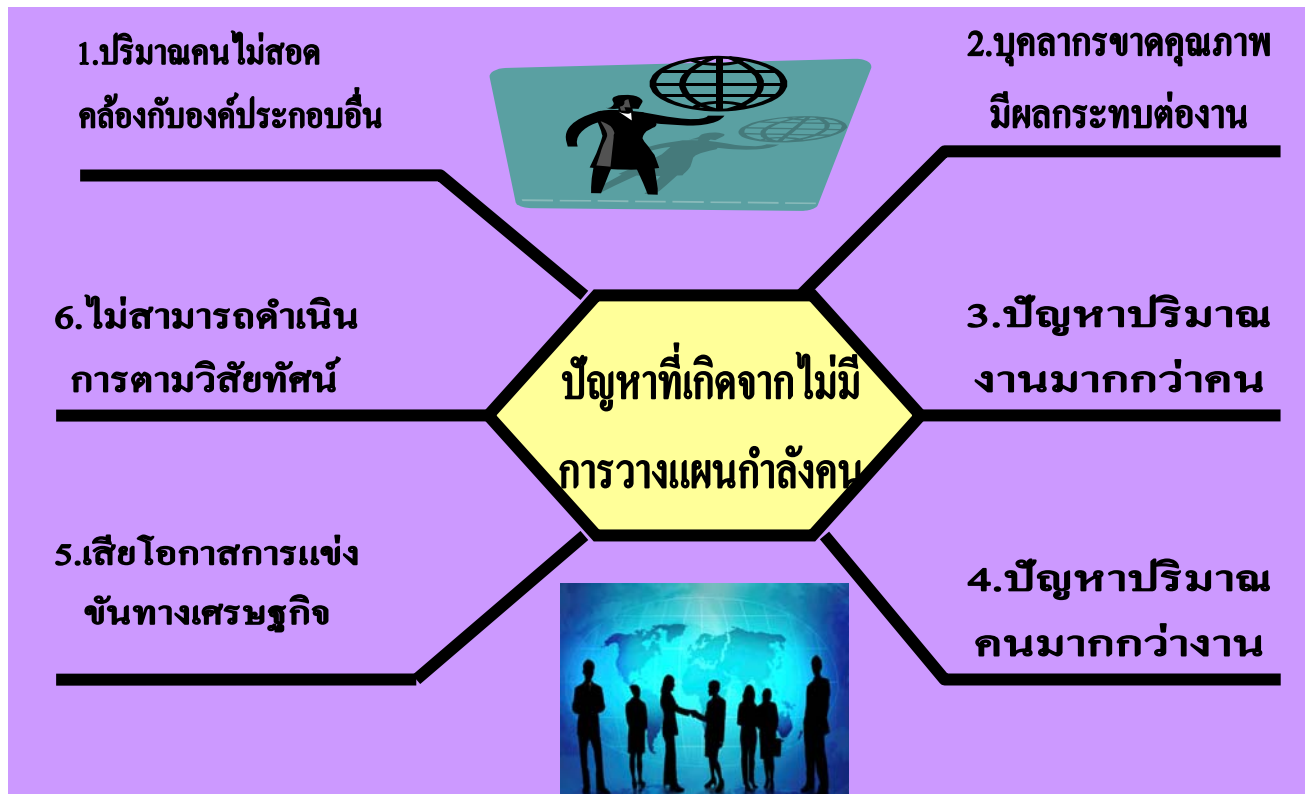 1.ปริมาณคนไม่สอด
คล้องกับองค์ประกอบอื่น
2.บุคลากรขาดคุณภาพ
มีผลกระทบต่องาน
3.ปัญหาปริมาณ
งานมากกว่าคน
4.ปัญหาปริมาณ
คนมากกว่างาน
5.เสียโอกาสการแข่ง
ขันทางเศรษฐกิจ
6.ไม่สามารถดำเนิน
การตามวิสัยทัศน์
ปัญหาที่เกิดจากไม่มี
การวางแผนกำลังคน